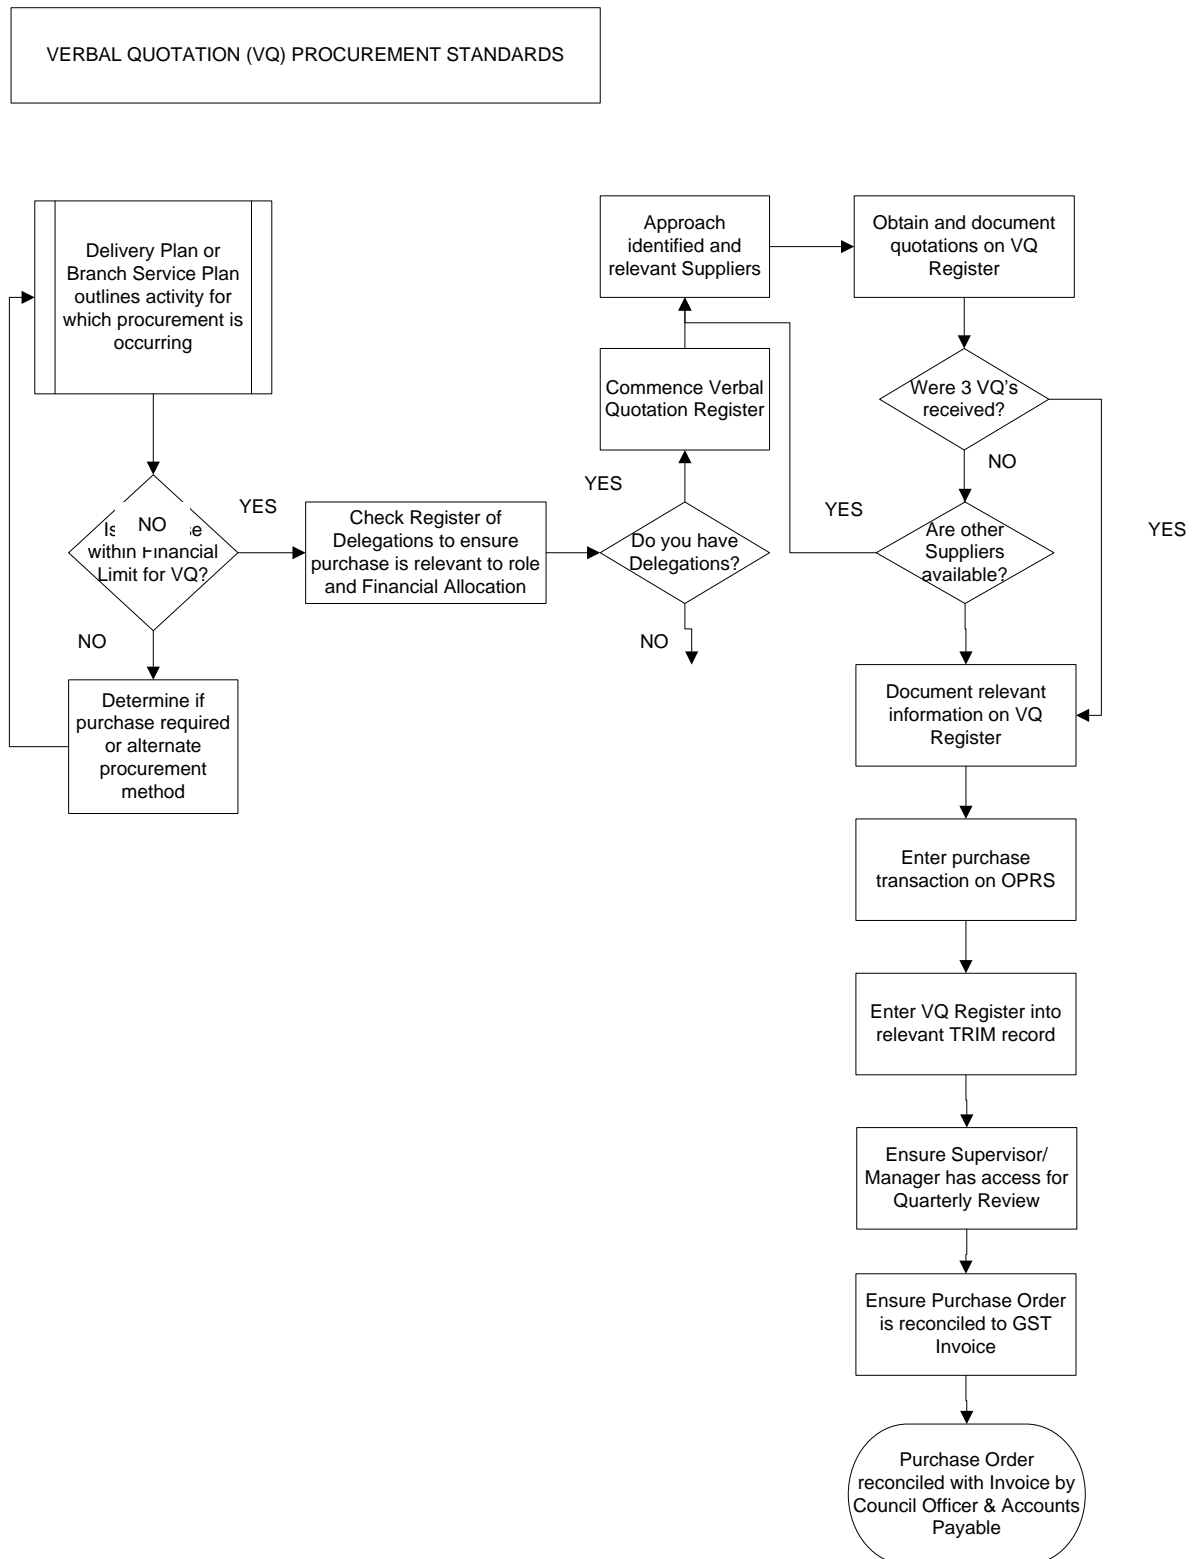 VERBAL QUOTATION (VQ) PROCUREMENT STANDARDS
Delivery Plan or
Branch Service Plan
outlines activity for
which procurement is
occurring
Is
NO
within Financial
Limit for VQ?
YES
NO
Determine if
purchase required
or alternate
procurement
method
Check Register of
Delegations to ensure
purchase is relevant to role
and Financial Allocation
Do you have
Delegations?
YES
NO
Commence Verbal
Quotation Register
Approach
identified and
relevant Suppliers
Obtain and document
quotations on VQ
Register
Were 3 VQ's
received?
NO
YES
Are other
Suppliers
available?
YES
Document relevant
information on VQ
Register
Enter purchase
transaction on OPRS
Enter VQ Register into
relevant TRIM record
Ensure Supervisor/
Manager has access for
Quarterly Review
Ensure Purchase Order
is reconciled to GST
Invoice
Purchase Order
reconciled with Invoice by
Council Officer & Accounts
Payable